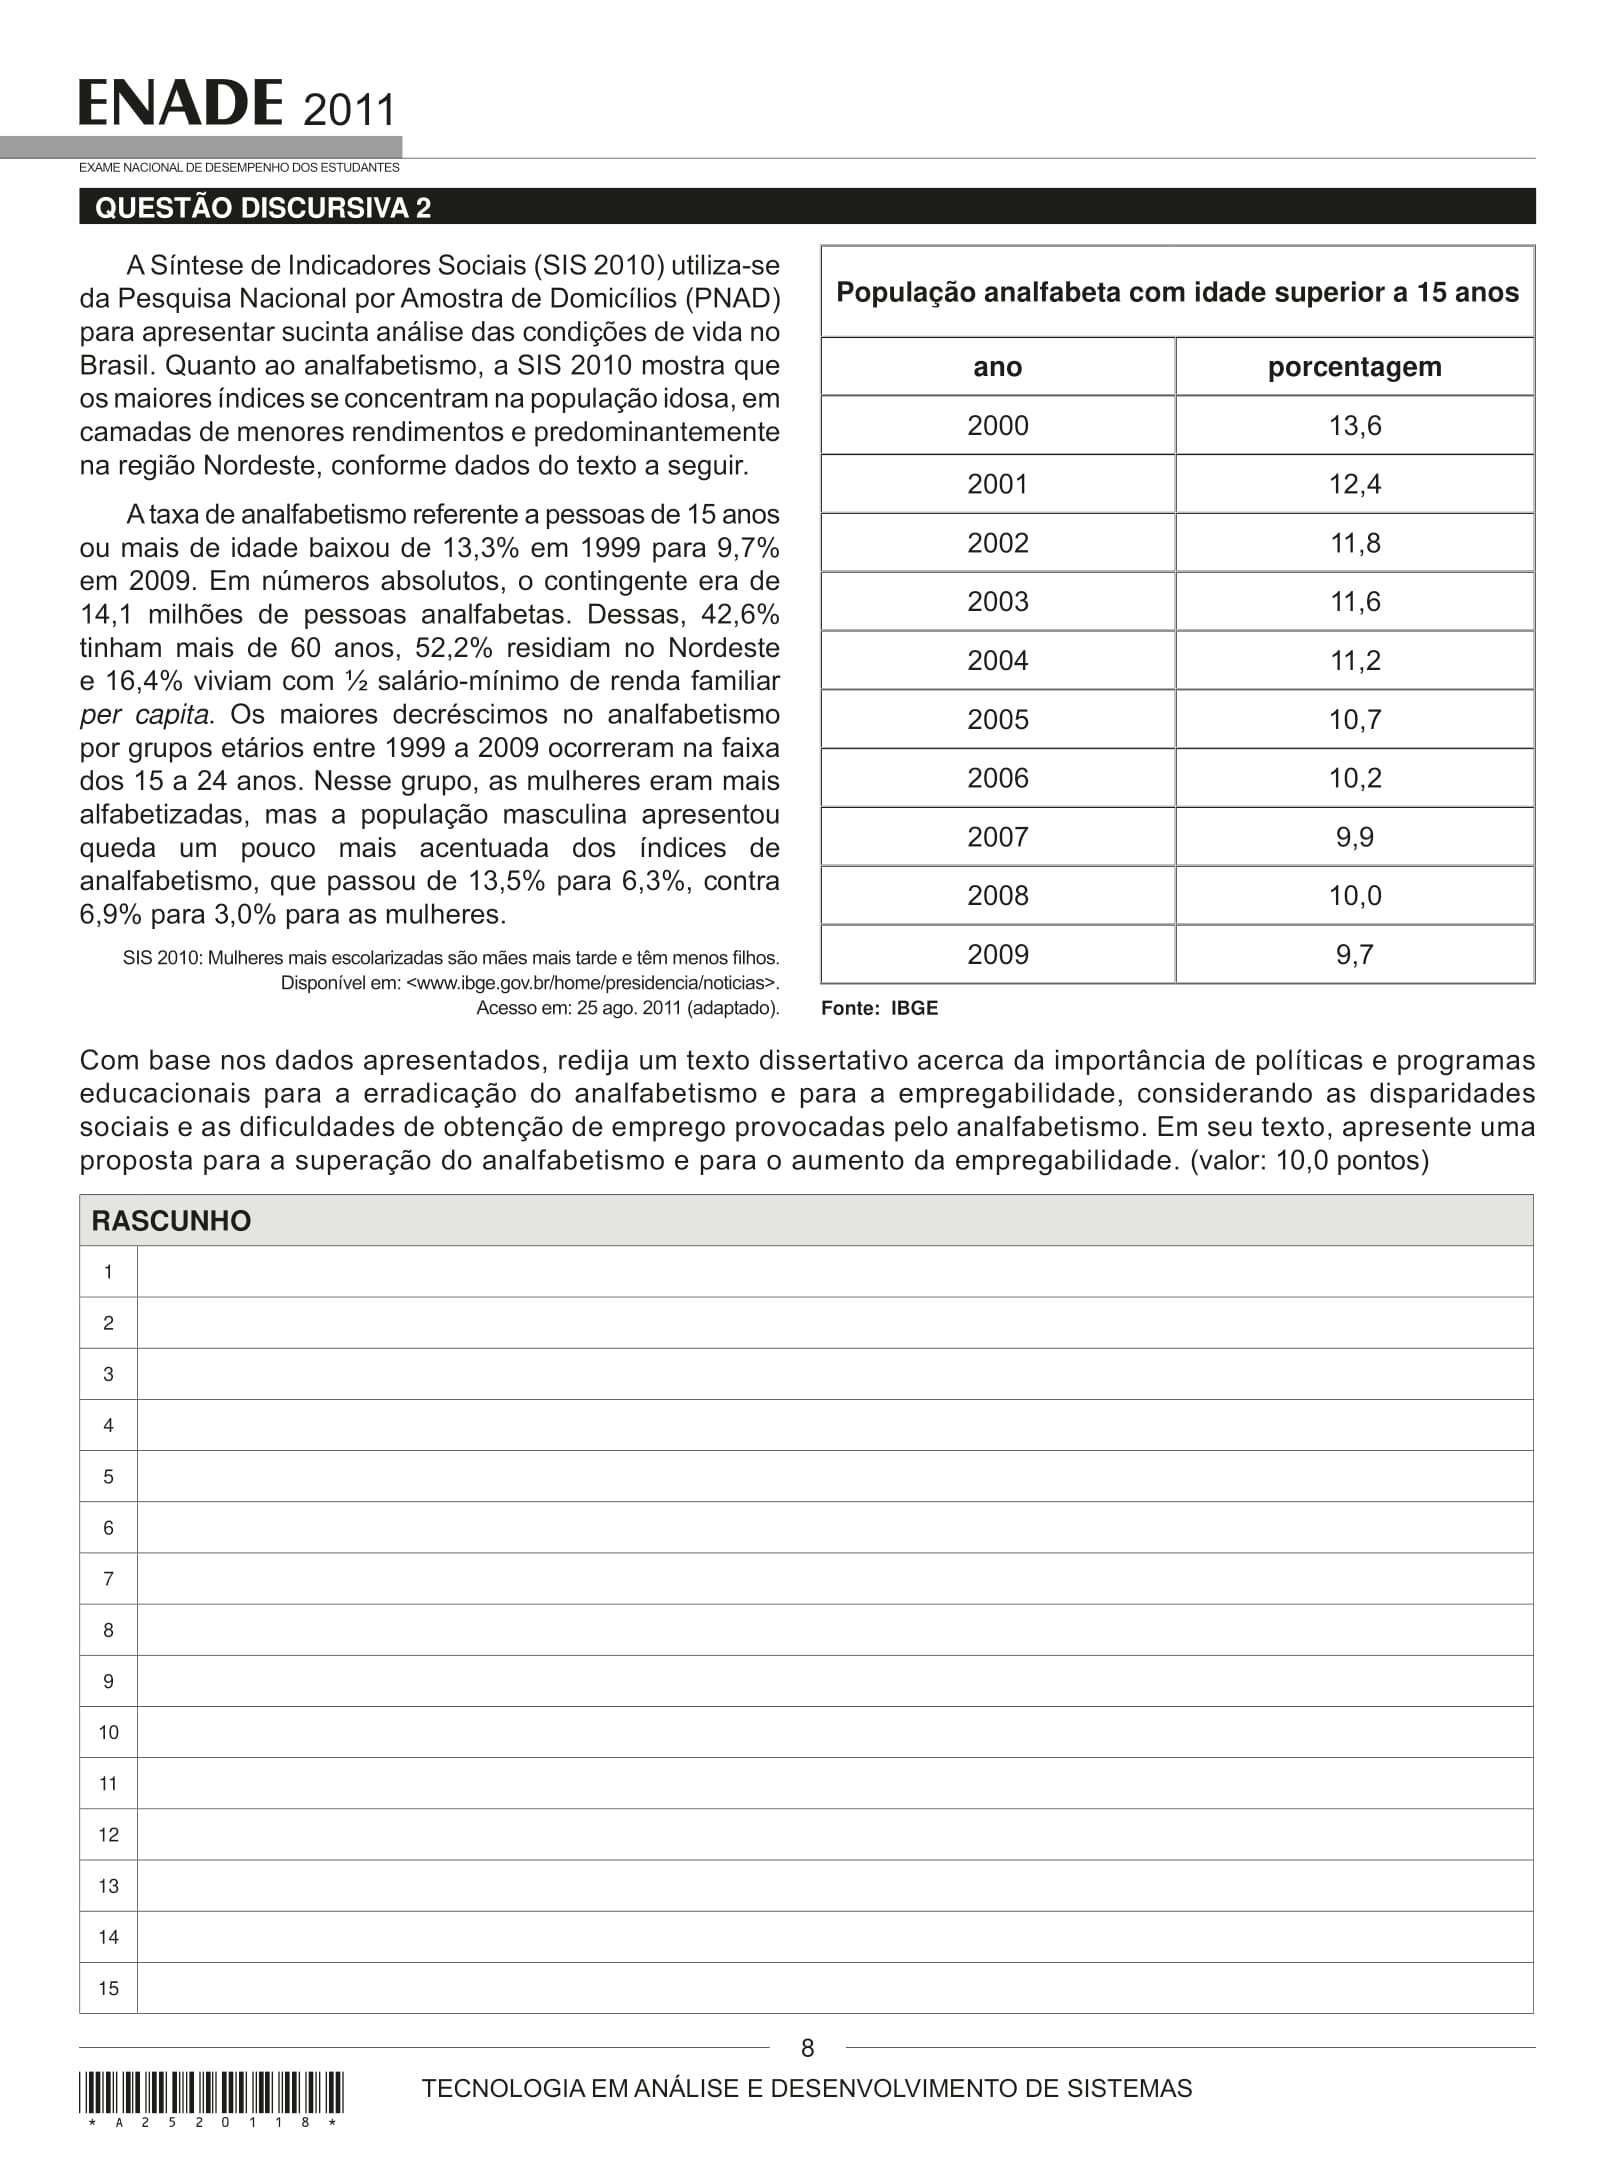 ENADE 2011
EXAME NACIONAL DE DESEMPENHO DOS ESTUDANTES
QUESTÃO DISCURSIVA 2
A Síntese de Indicadores Sociais (SIS 2010) utiliza-se
da Pesquisa Nacional por Amostra de Domicílios (PNAD)
para apresentar sucinta análise das condições de vida no
Brasil. Quanto ao analfabetismo, a SIS 2010 mostra que
os maiores índices se concentram na população idosa, em
camadas de menores rendimentos e predominantemente
na região Nordeste, conforme dados do texto a seguir.
A taxa de analfabetismo referente a pessoas de 15 anos
ou mais de idade baixou de 13,3% em 1999 para 9,7%
em 2009. Em números absolutos, o contingente era de
14,1 milhões de pessoas analfabetas. Dessas, 42,6%
tinham mais de 60 anos, 52,2% residiam no Nordeste
e 16,4% viviam com ½ salário-mínimo de renda familiar
per capita. Os maiores decréscimos no analfabetismo
por grupos etários entre 1999 a 2009 ocorreram na faixa
dos 15 a 24 anos. Nesse grupo, as mulheres eram mais
alfabetizadas, mas a população masculina apresentou
queda um pouco mais acentuada dos índices de
analfabetismo, que passou de 13,5% para 6,3%, contra
6,9% para 3,0% para as mulheres.
SIS 2010: Mulheres mais escolarizadas são mães mais tarde e têm menos filhos.
Disponível em: <www.ibge.gov.br/home/presidencia/noticias>.
Acesso em: 25 ago. 2011 (adaptado).
População analfabeta com idade superior a 15 anos
ano porcentagem
2000 13,6
2001 12,4
2002 11,8
2003 11,6
2004 11,2
2005 10,7
2006 10,2
2007 9,9
2008 10,0
2009 9,7
Fonte: IBGE
Com base nos dados apresentados, redija um texto dissertativo acerca da importância de políticas e programas
educacionais para a erradicação do analfabetismo e para a empregabilidade, considerando as disparidades
sociais e as dificuldades de obtenção de emprego provocadas pelo analfabetismo. Em seu texto, apresente uma
proposta para a superação do analfabetismo e para o aumento da empregabilidade. (valor: 10,0 pontos)
RASCUNHO
1
2
3
4
5
6
7
8
9
10
11
12
13
14
15
8
TECNOLOGIA EM ANÁLISE E DESENVOLVIMENTO DE SISTEMAS
* A 2 5 2 0 1 1 8 *